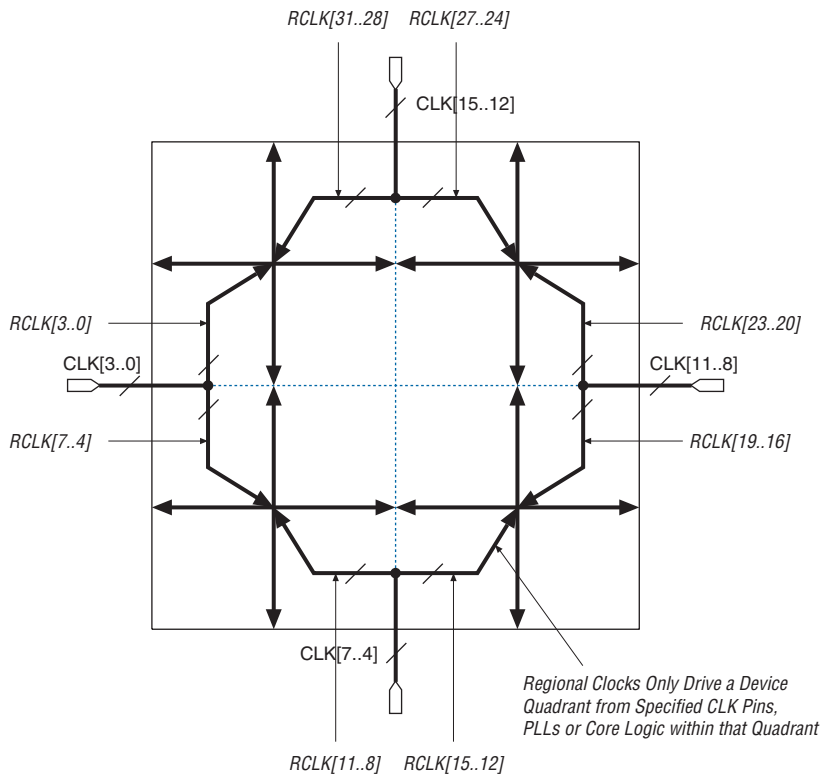 RCLK[31..28] RCLK[27..24]
CLK[15..12]
RCLK[3..0]
RCLK[23..20]
CLK[3..0]
CLK[11..8]
RCLK[7..4]
RCLK[19..16]
CLK[7..4]
Regional Clocks Only Drive a Device
Quadrant from Specified CLK Pins,
PLLs or Core Logic within that Quadrant
RCLK[11..8] RCLK[15..12]